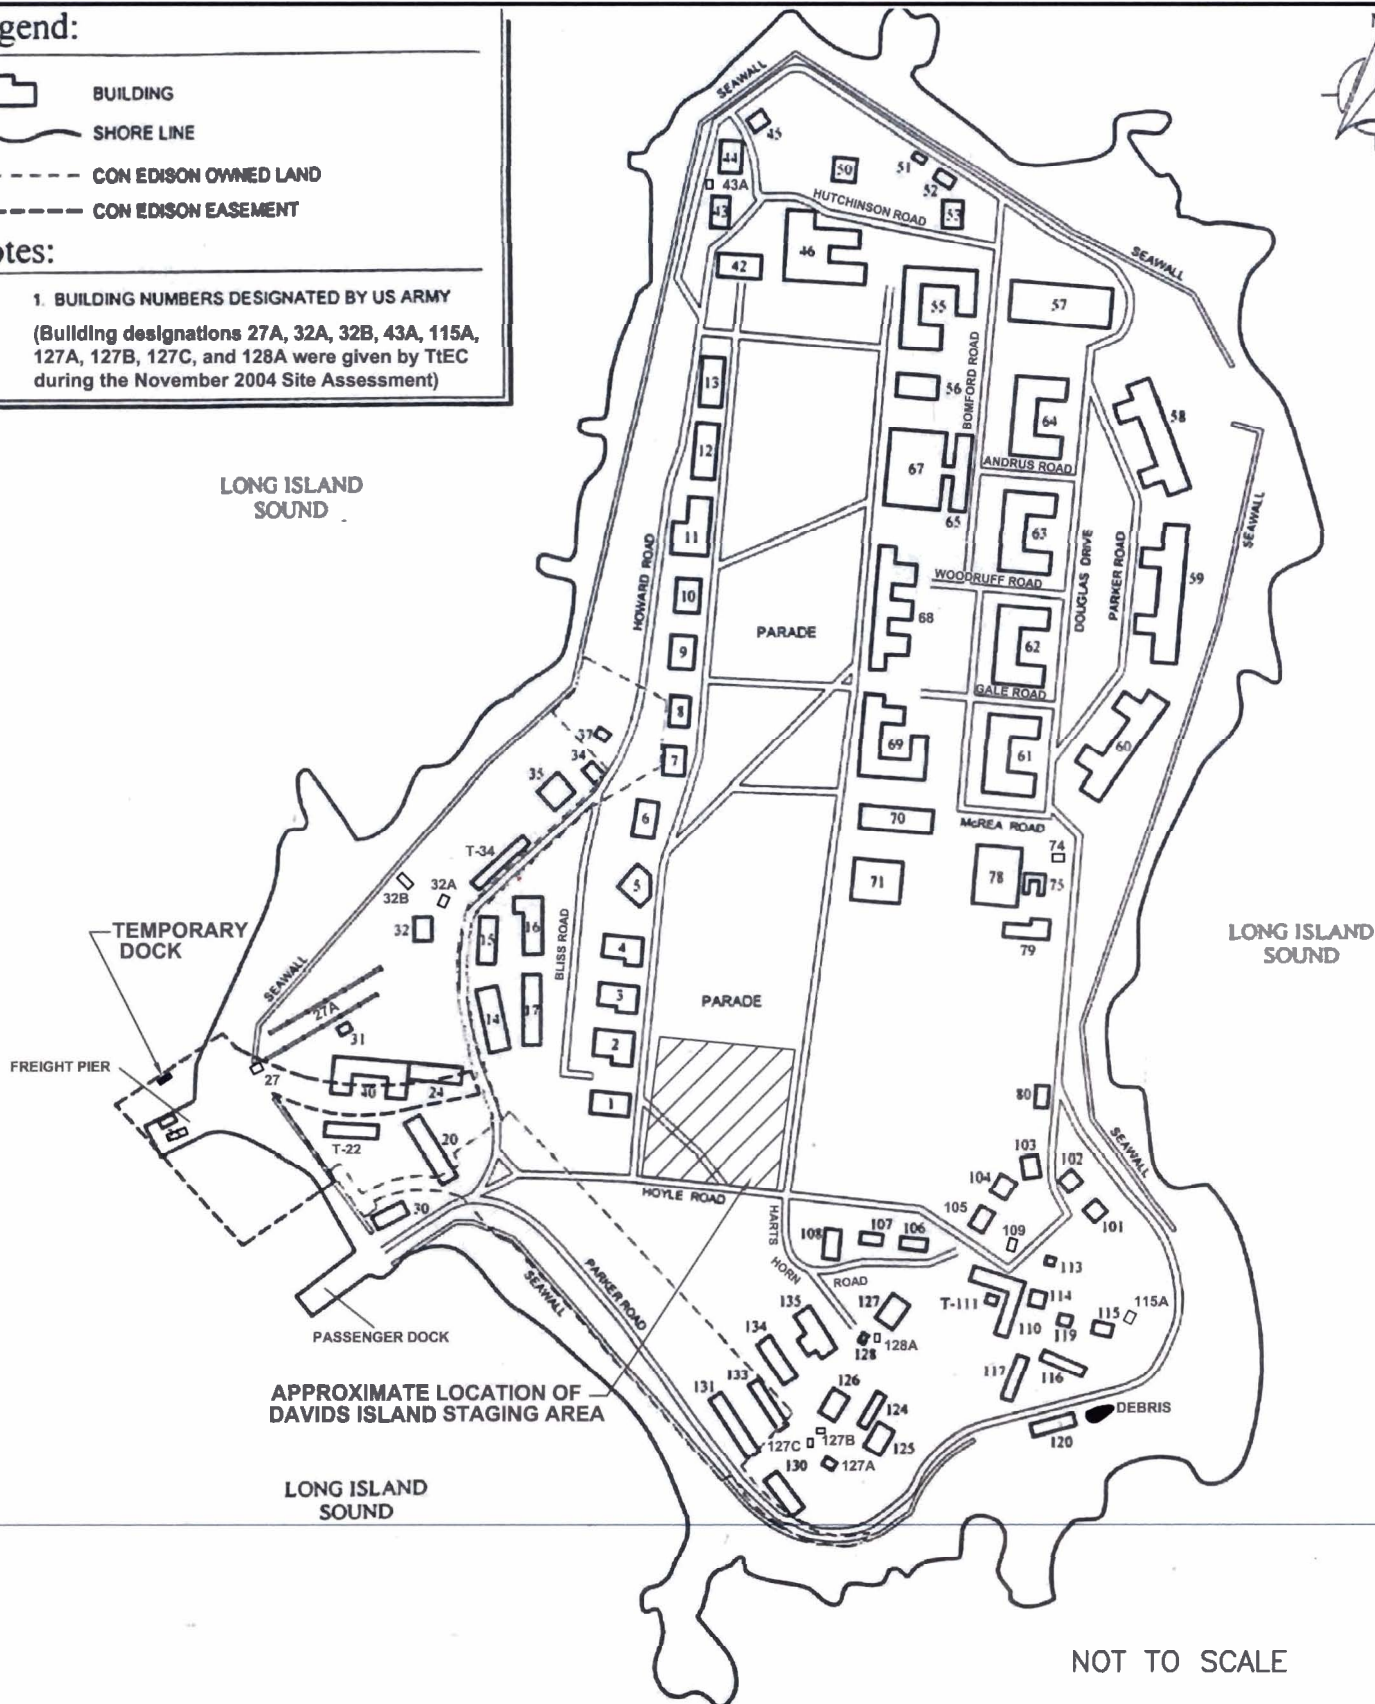 gend:
BUILDING
SHORE LINE
CON EDISON OWNED LAND
CON EDISON EASEMENT
otes:
1. BUILDING NUMBERS DESIGNATED BY US ARMY
(Building designations 27A, 32A, 32B, 43A, 115A,
127A, 127B, 127C, and 128A were given by TtEC
during the November 2004 Site Assessment)
SEAWALL
45
44
43A
43
50
51
52
53
HUTCHINSON ROAD
SEAWALL
42
46
55
57
BOMFORD ROAD
13
56
64
58
12
67
ANDRUS ROAD
65
LONG ISLAND
SOUND
11
63
SEAWALL
HOWARD ROAD
DOUGLAS DRIVE
PARKER ROAD
WOODRUFF ROAD
59
10
68
PARADE
9
62
GALE ROAD
8
37
69
61
60
34
7
35
6
70
McREA ROAD
T-34
74
71
78
75
5
32A
32B
32
15
16
BLISS ROAD
4
79
TEMPORARY
DOCK
LONG ISLAND
SOUND
SEAWALL
27A
31
14
17
3
PARADE
2
FREIGHT PIER
27
40
24
1
80
T-22
20
SEAWALL
103
102
104
HOYLE ROAD
30
105
101
109
HARTS
HORN
ROAD
108
107
106
113
PARKER ROAD
SEAWALL
T-111
114
115A
127
135
110
119
115
PASSENGER DOCK
134
128
128A
117
116
133
131
126
124
APPROXIMATE LOCATION OF
DAVIDS ISLAND STAGING AREA
DEBRIS
120
127C
127B
125
130
127A
LONG ISLAND
SOUND
NOT TO SCALE